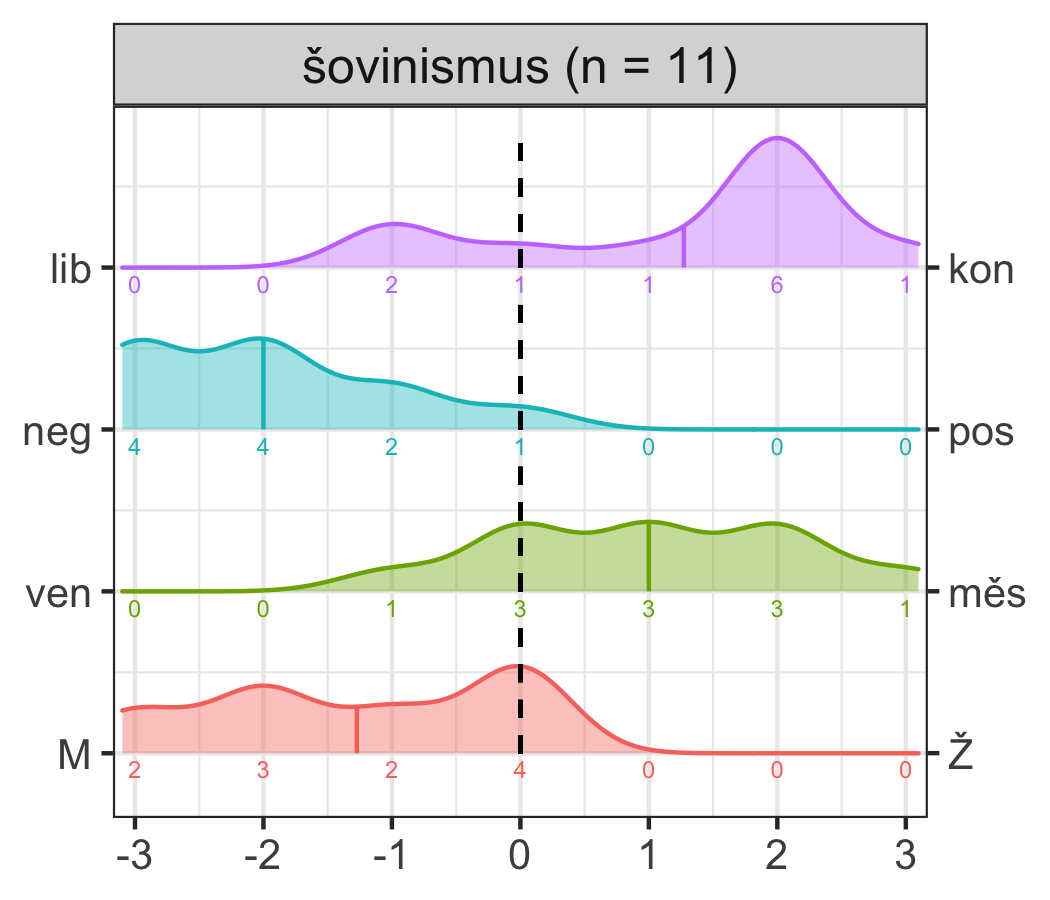 šovinismus (n = 11)
lib kon
0 0 2 1 1 6 1
neg pos
4 4 2 1 0 0 0
ven měs
0 0 1 3 3 3 1
M Ž
2 3 2 4 0 0 0
-3 -2 -1 0 1 2 3